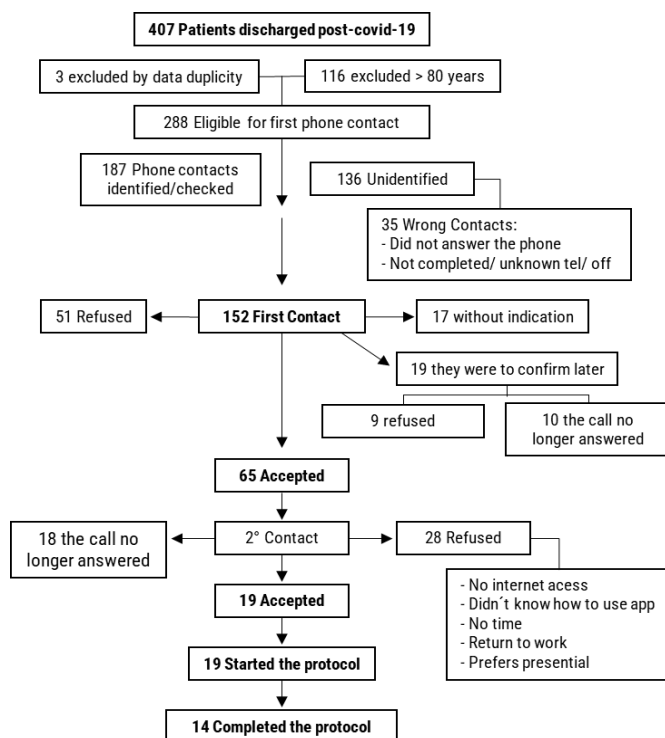 407 Patients discharged post-covid-19
3 excluded by data duplicity
116 excluded > 80 years
288 Eligible for first phone contact
187 Phone contacts
identified/checked
136 Unidentified
35 Wrong Contacts:
- Did not answer the phone
- Not completed/ unknown tel/ off
51 Refused
152 First Contact
17 without indication
19 they were to confirm later
9 refused
10 the call no
longer answered
65 Accepted
18 the call no
longer answered
2° Contact
28 Refused
- No internet acess
- Didn´t know how to use app
- No time
- Return to work
- Prefers presential
19 Accepted
19 Started the protocol
14 Completed the protocol